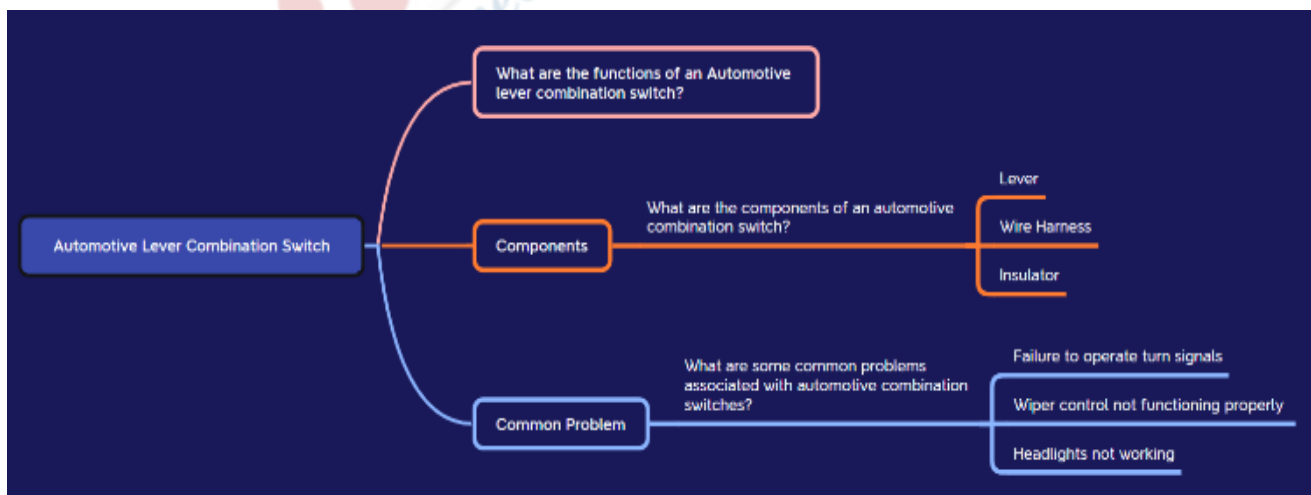 What are the functions of an Automotive
lever combination switch?
Automotive Lever Combination Switch
Components
What are the components of an automotive
combination switch?
Lever
Wire Harness
Insulator
Common Problem
What are some common problems
associated with automotive combination
switches?
Failure to operate turn signals
Wiper control not functioning properly
Headlights not working